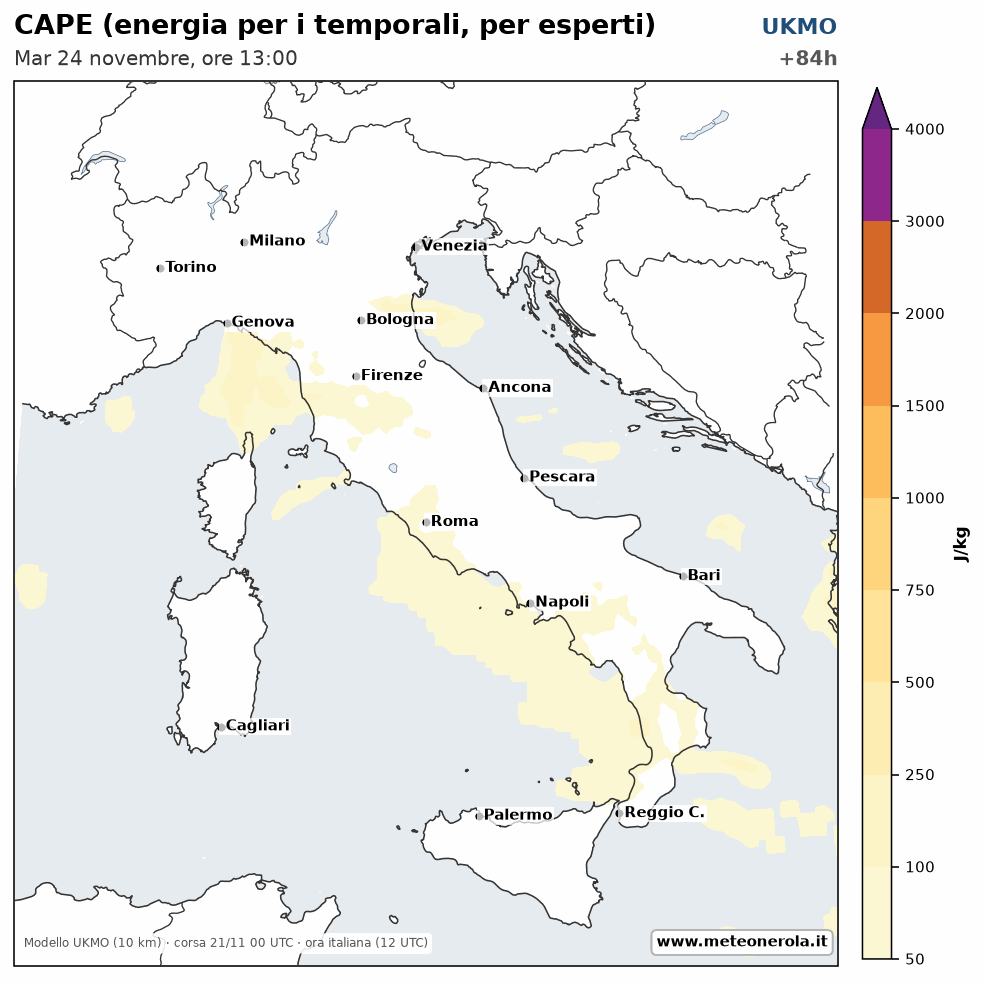 CAPE (energia per i temporali, per esperti)
UKMO
Mar 24 novembre, ore 13:00
+84h
4000
3000
2000
1500
1000
750
500
250
100
50
J/kg
Milano
Venezia
Torino
Genova
Bologna
Firenze
Ancona
Pescara
Roma
Bari
Napoli
Cagliari
Palermo
Reggio C.
Modello UKMO (10 km) · corsa 21/11 00 UTC · ora italiana (12 UTC)
www.meteonerola.it